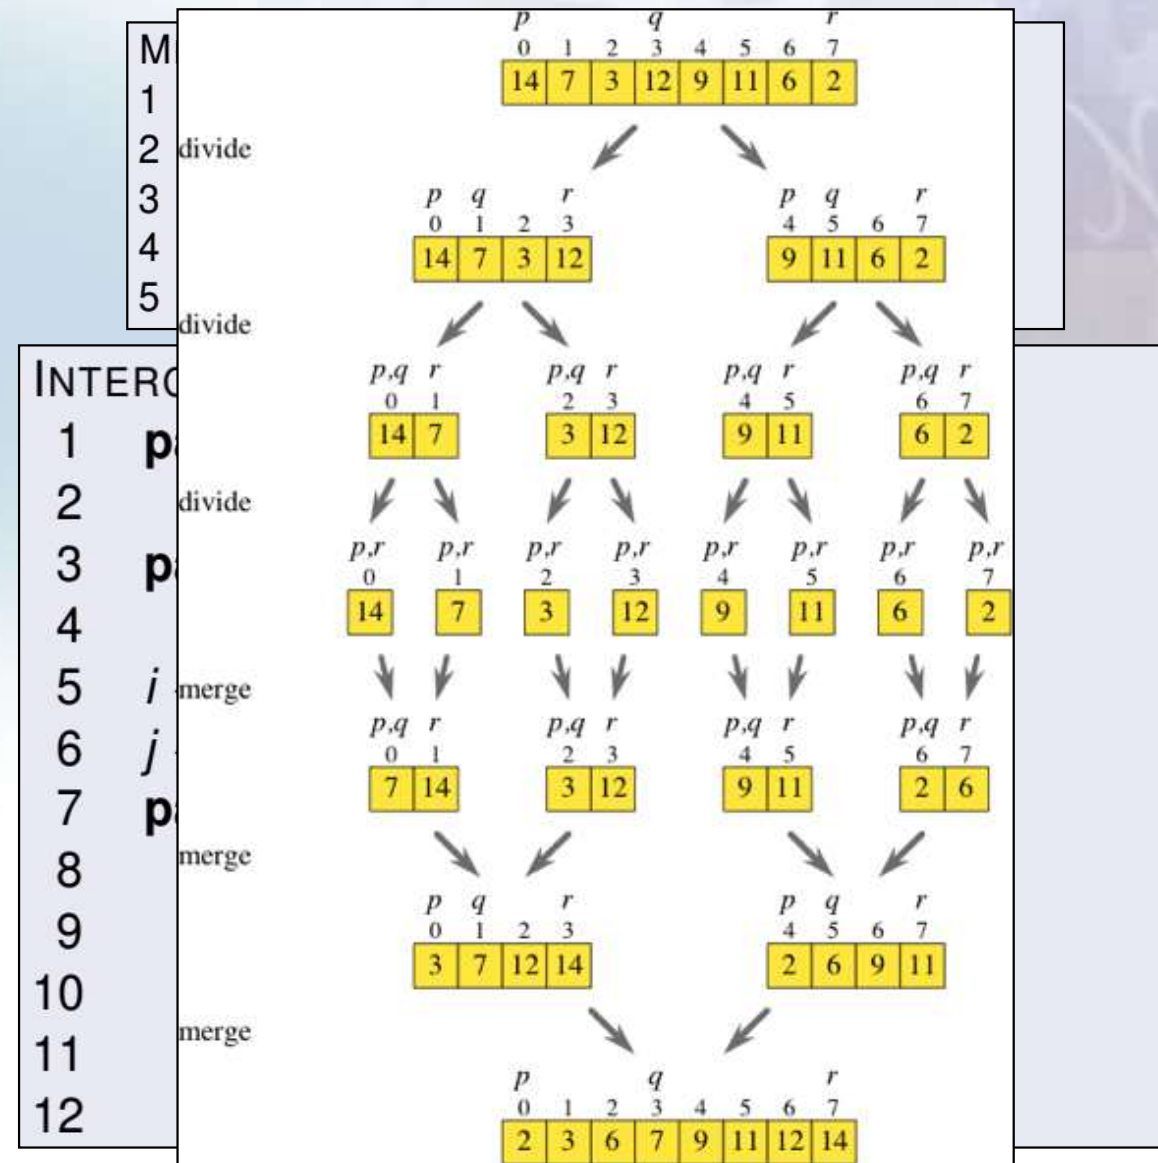 M
1
2
3
4
5
INTERC
1 pa
2
3 pa
4
5 i
6 j
7 pa
8
9
10
11
12
p q r
0 1 2 3 4 5 6 7
14 7 3 12 9 11 6 2
divide
p q r p q r
0 1 2 3 4 5 6 7
14 7 3 12 9 11 6 2
divide
p,q r p,q r p,q r p,q r
0 1 2 3 4 5 6 7
14 7 3 12 9 11 6 2
divide
p,r p,r p,r p,r p,r p,r p,r p,r
0 1 2 3 4 5 6 7
14 7 3 12 9 11 6 2
merge
p,q r p,q r p,q r p,q r
0 1 2 3 4 5 6 7
7 14 3 12 9 11 2 6
merge
p q r p q r
0 1 2 3 4 5 6 7
3 7 12 14 2 6 9 11
merge
p q r
0 1 2 3 4 5 6 7
2 3 6 7 9 11 12 14